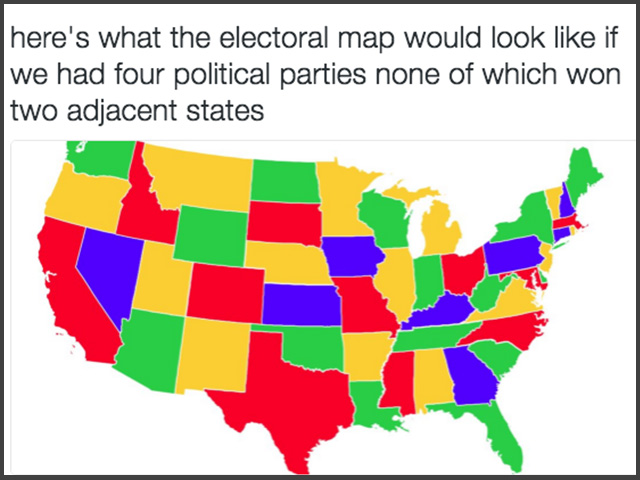 here's what the electoral map would look like if
we had four political parties none of which won
two adjacent states